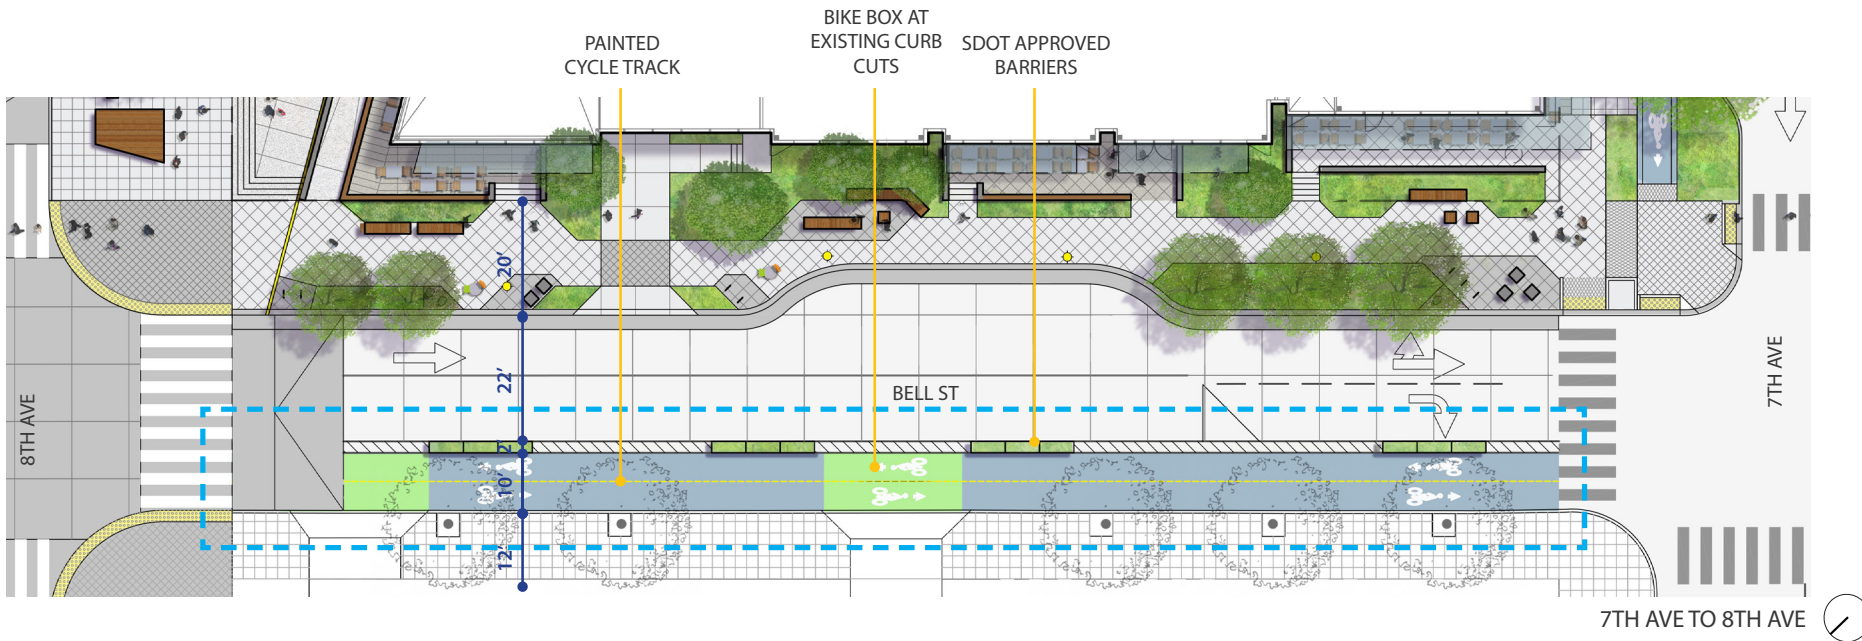 PAINTED
CYCLE TRACK
BIKE BOX AT
EXISTING CURB
CUTS
SDOT APPROVED
BARRIERS
20'
22'
2'
10'
12'
BELL ST
8TH AVE
7TH AVE
7TH AVE TO 8TH AVE